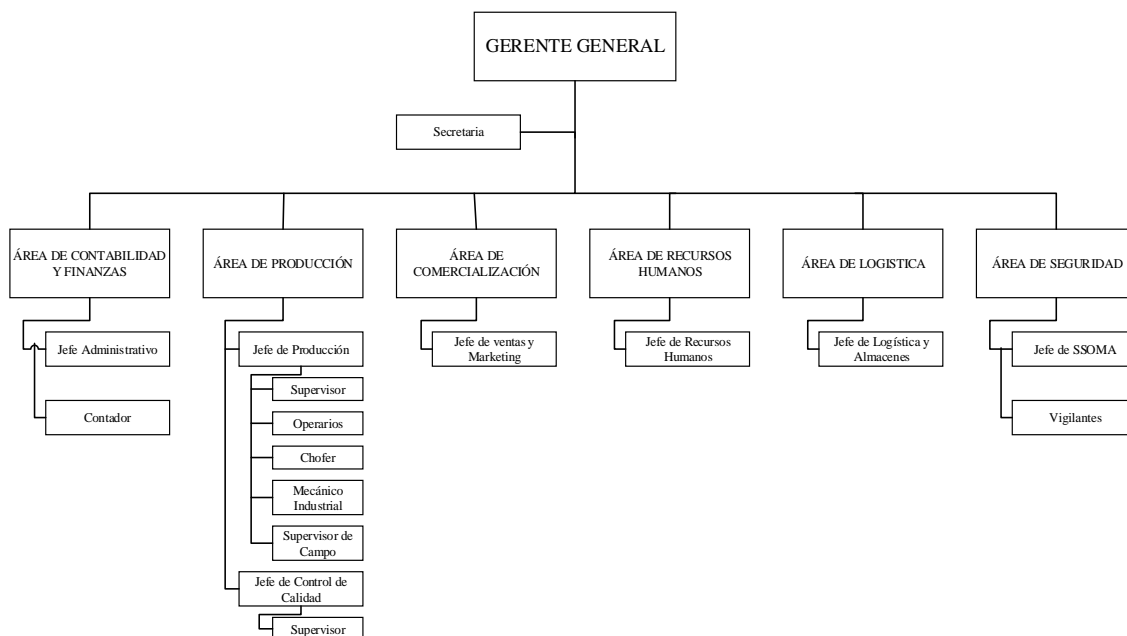 GERENTE GENERAL
Secretaria
ÁREA DE CONTABILIDAD
Y FINANZAS
ÁREA DE PRODUCCIÓN
ÁREA DE
COMERCIALIZACIÓN
ÁREA DE RECURSOS
HUMANOS
ÁREA DE LOGISTICA
ÁREA DE SEGURIDAD
Jefe Administrativo
Contador
Jefe de Producción
Supervisor
Operarios
Chofer
Mecánico
Industrial
Supervisor de
Campo
Jefe de Control de
Calidad
Supervisor
Jefe de ventas y
Marketing
Jefe de Recursos
Humanos
Jefe de Logística y
Almacenes
Jefe de SSOMA
Vigilantes